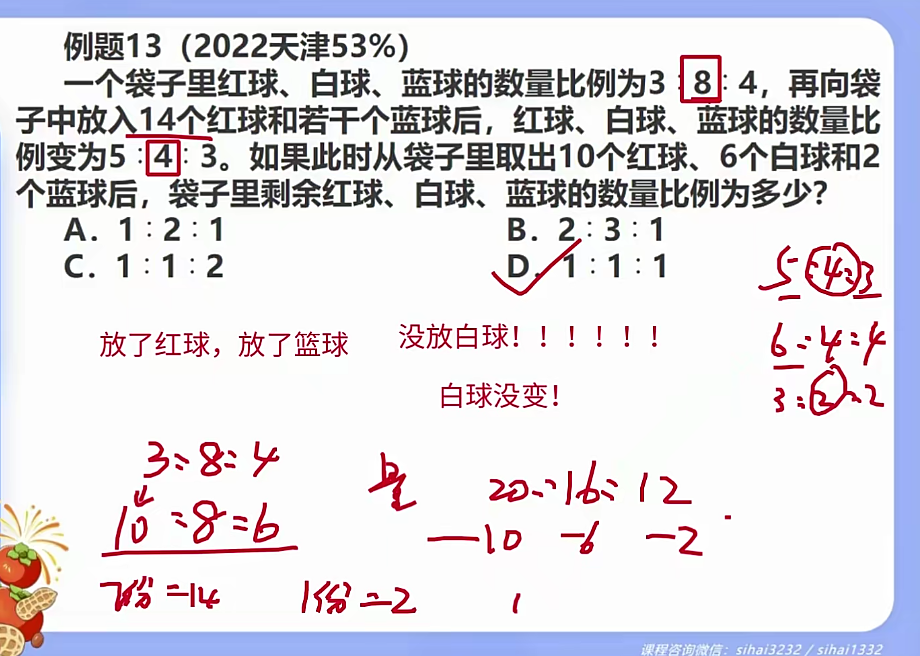 例题13（2022天津53%）
一个袋子里红球、白球、蓝球的数量比例为3∶8∶4，再向袋
子中放入14个红球和若干个蓝球后，红球、白球、蓝球的数量比
例变为5∶4∶3。如果此时从袋子里取出10个红球、6个白球和2
个蓝球后，袋子里剩余红球、白球、蓝球的数量比例为多少？
A．1∶2∶1
B．2∶3∶1
C．1∶1∶2
D．1∶1∶1
5:4:3
6:4:4
3:2:2
放了红球，放了篮球
没放白球！！！！！！
白球没变！
3:8:4
10:8:6
7份=14
1份=2
量
20:16:12
-10 -6 -2
1
课程咨询微信：sihai3232 / sihai1332